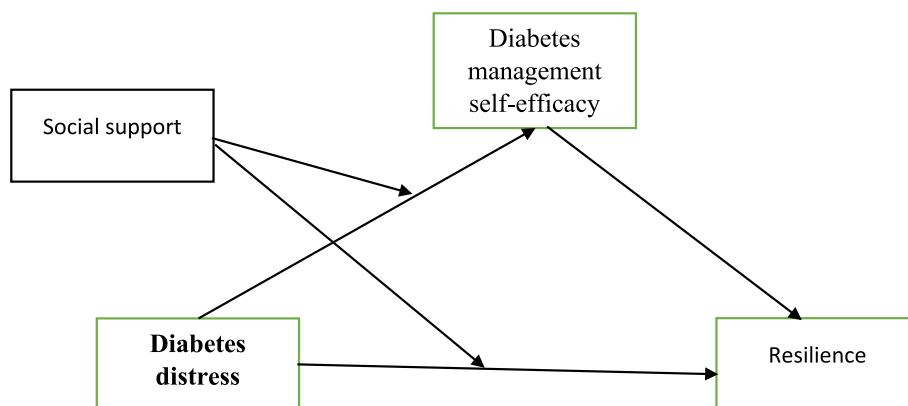 Diabetes
management
self-efficacy
Social support
Diabetes
distress
Resilience